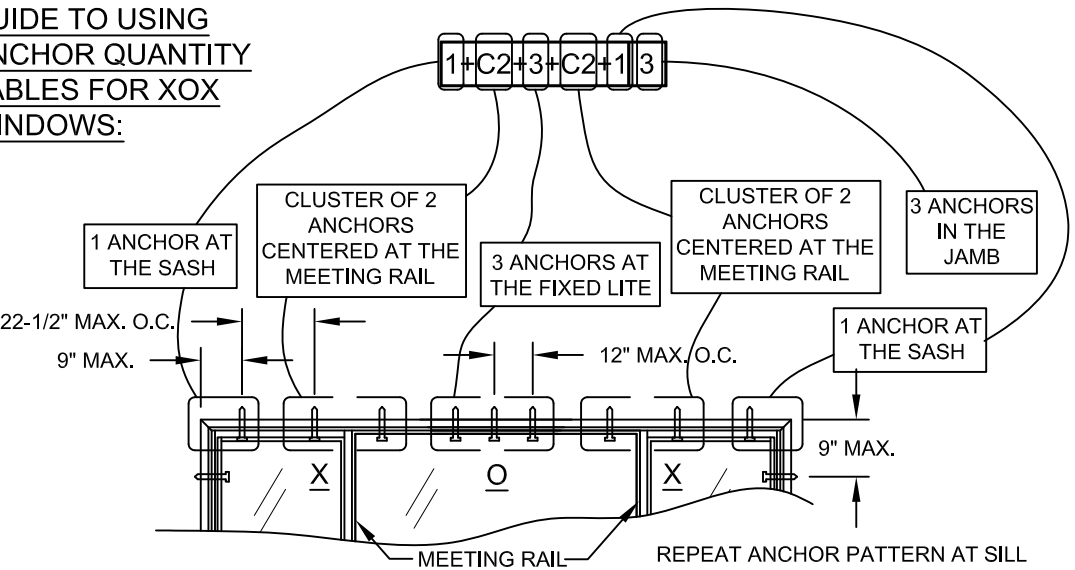 UIDE TO USING
NCHOR QUANTITY
ABLES FOR XOX
INDOWS:
1+C2+3+C2+1 3
1 ANCHOR AT
THE SASH
CLUSTER OF 2
ANCHORS
CENTERED AT THE
MEETING RAIL
3 ANCHORS AT
THE FIXED LITE
CLUSTER OF 2
ANCHORS
CENTERED AT THE
MEETING RAIL
3 ANCHORS
IN THE
JAMB
1 ANCHOR AT
THE SASH
22-1/2" MAX. O.C.
9" MAX.
12" MAX. O.C.
9" MAX.
X
O
X
MEETING RAIL
REPEAT ANCHOR PATTERN AT SILL